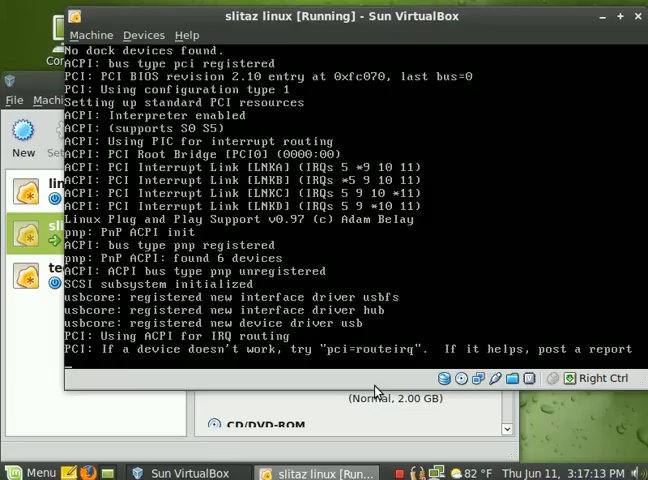 slitaz linux [Running] - Sun VirtualBox
Machine Devices Help
No dock devices found.
ACPI: bus type pci registered
PCI: PCI BIOS revision 2.10 entry at 0xfc070, last bus=0
PCI: Using configuration type 1
Setting up standard PCI resources
ACPI: Interpreter enabled
ACPI: (supports S0 S5)
ACPI: Using PIC for interrupt routing
ACPI: PCI Root Bridge [PCI0] (0000:00)
ACPI: PCI Interrupt Link [LNKA] (IRQs 5 *9 10 11)
ACPI: PCI Interrupt Link [LNKB] (IRQs *5 9 10 11)
ACPI: PCI Interrupt Link [LNKC] (IRQs 5 9 10 *11)
ACPI: PCI Interrupt Link [LNKD] (IRQs 5 9 *10 11)
Linux Plug and Play Support v0.97 (c) Adam Belay
pnp: PnP ACPI init
ACPI: bus type pnp registered
pnp: PnP ACPI: found 6 devices
ACPI: ACPI bus type pnp unregistered
SCSI subsystem initialized
usbcore: registered new interface driver usbfs
usbcore: registered new interface driver hub
usbcore: registered new device driver usb
PCI: Using ACPI for IRQ routing
PCI: If a device doesn't work, try "pci=routeirq". If it helps, post a report
Right Ctrl
File Machi
New
(Normal, 2.00 GB)
CD/DVD-ROM
Menu
Sun VirtualBox
slitaz linux [Run...
82 °F
Thu Jun 11, 3:17:13 PM